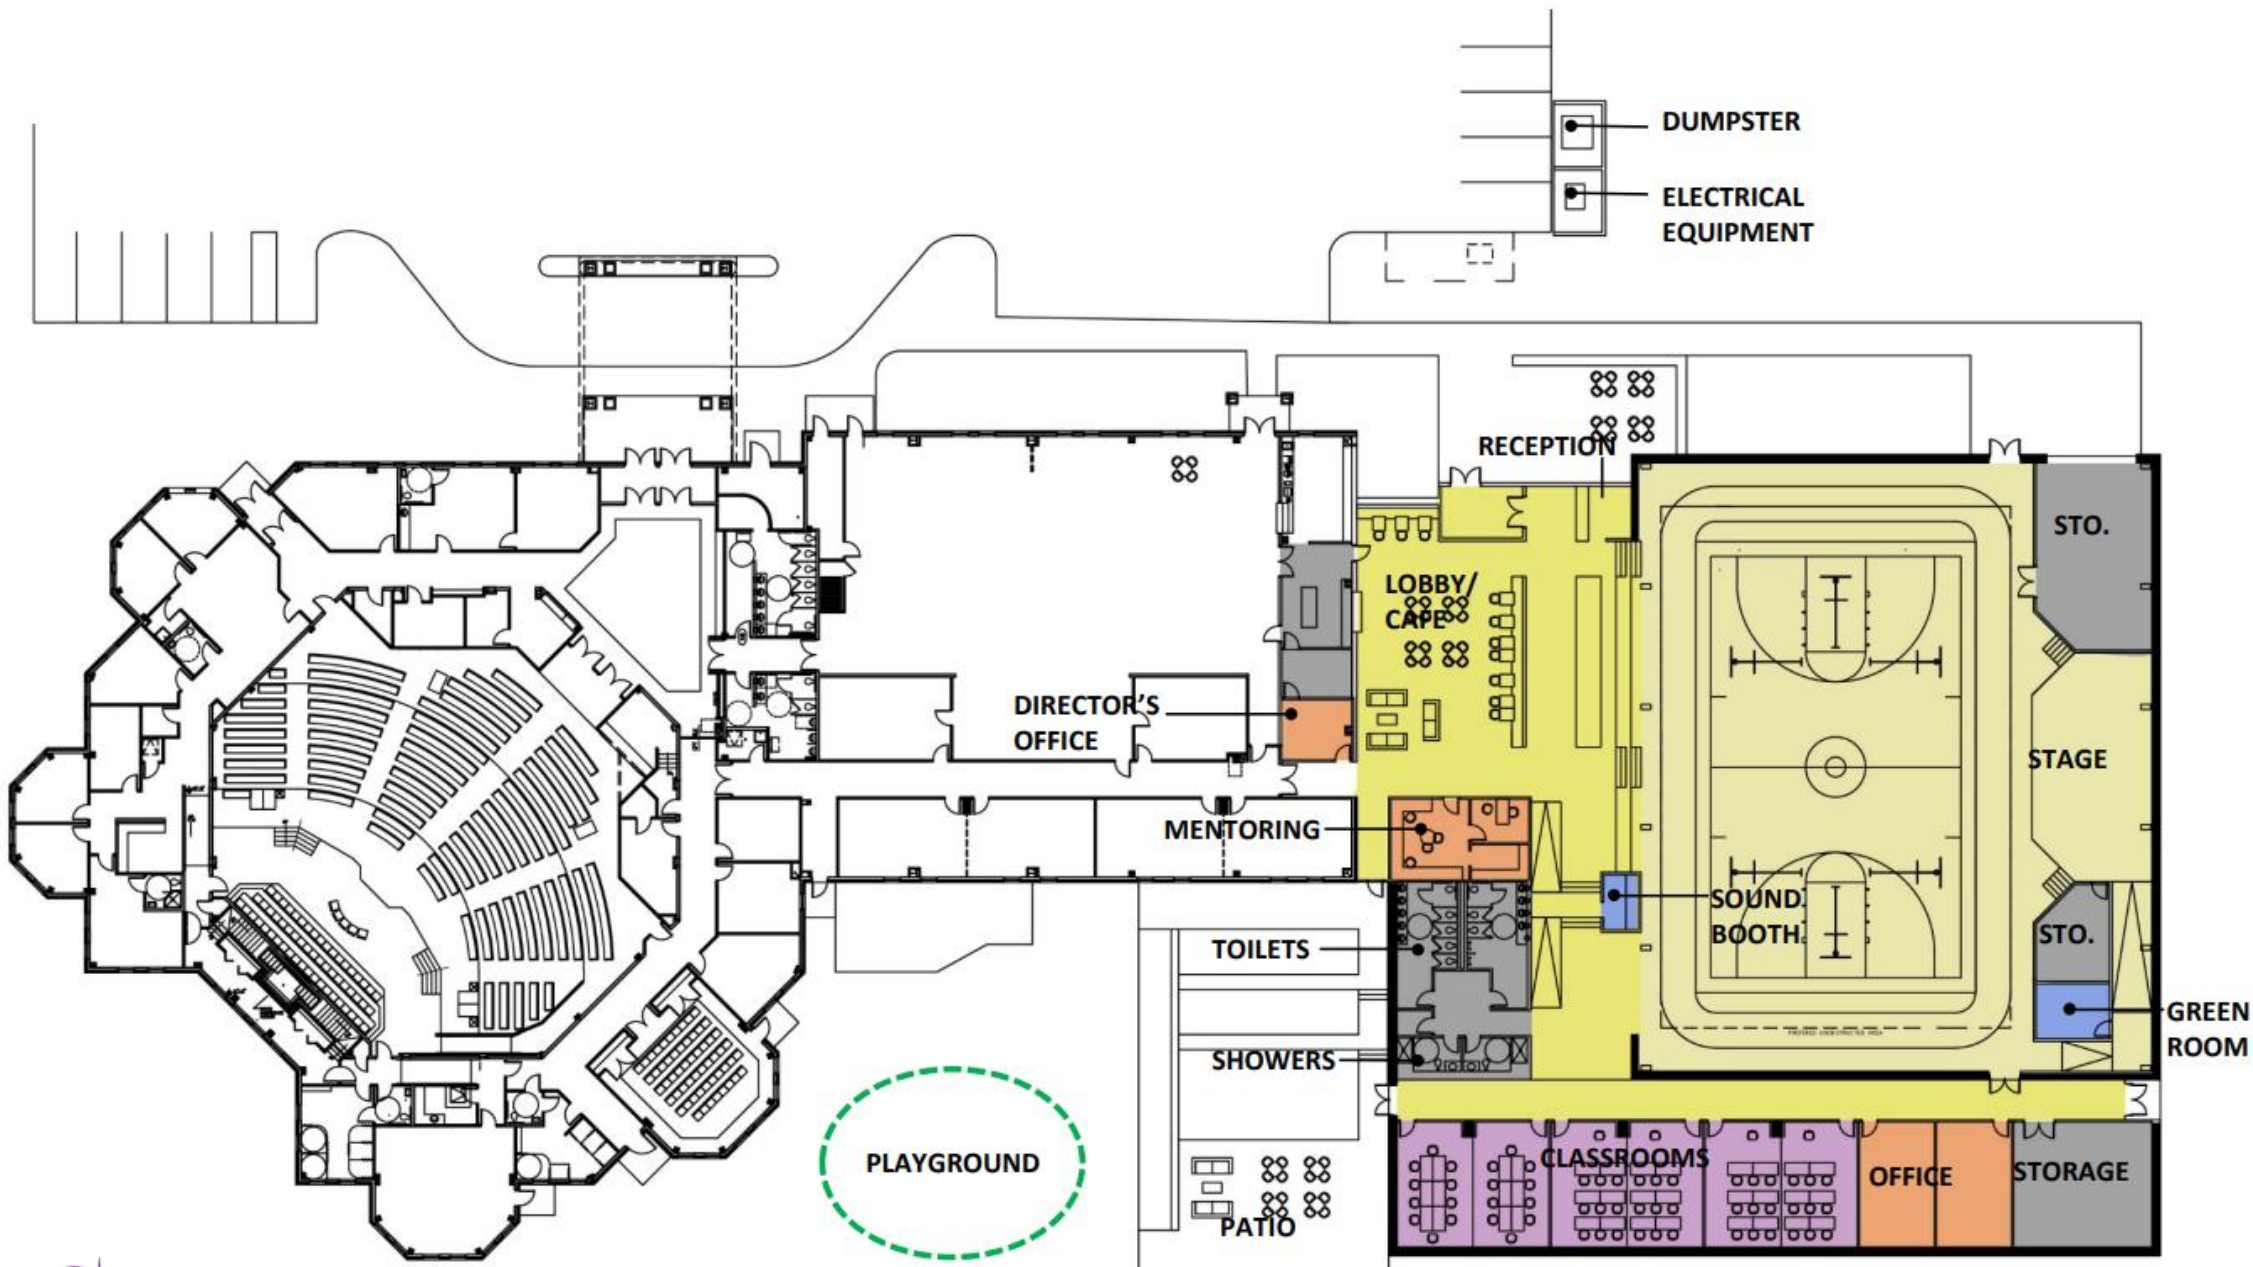 DUMPSTER
ELECTRICAL
EQUIPMENT
RECEPTION
STO.
LOBBY/
CAFE
DIRECTOR'S
OFFICE
STAGE
MENTORING
SOUND
BOOTH
TOILETS
STO.
GREEN
ROOM
SHOWERS
PLAYGROUND
CLASSROOMS
OFFICE
STORAGE
PATIO